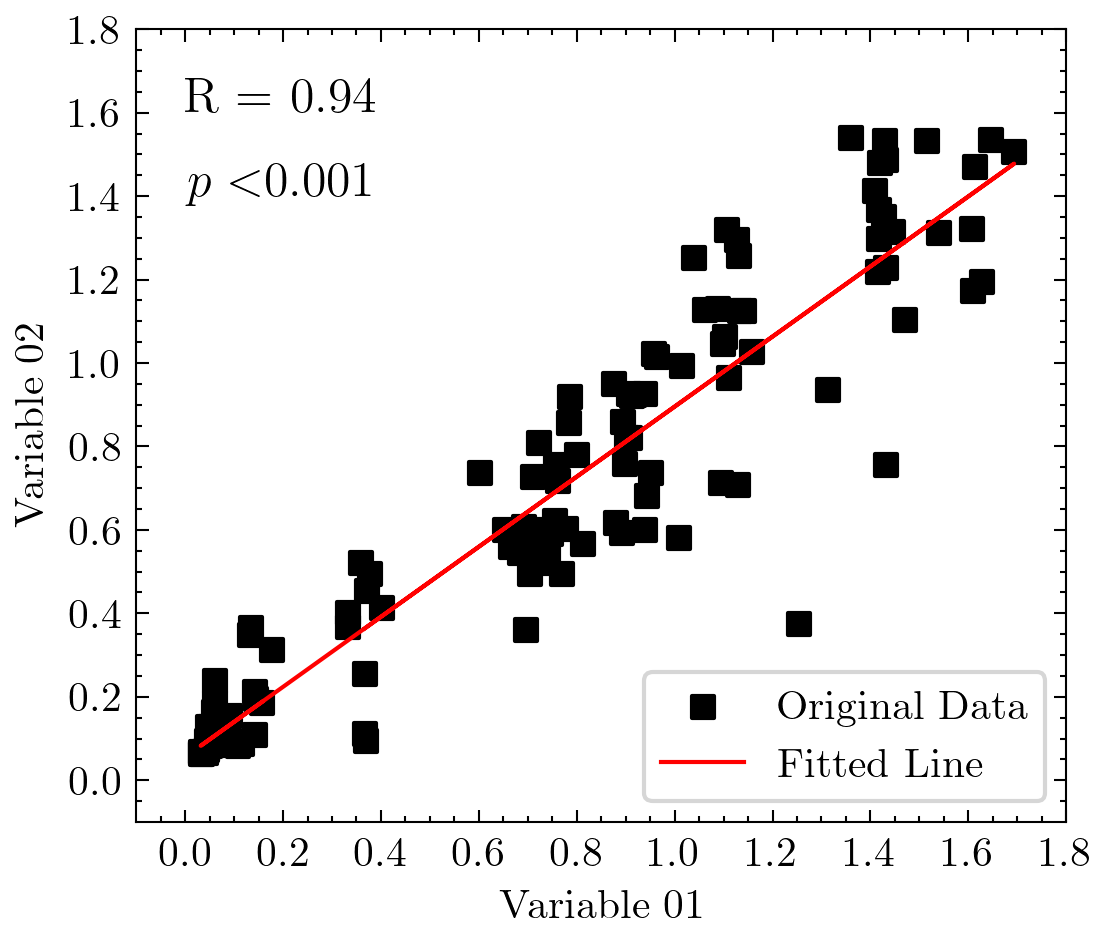 R = 0.94
p <0.001
1.8
1.6
1.4
1.2
1.0
0.8
0.6
0.4
0.2
0.0
Variable 02
Original Data
Fitted Line
0.0 0.2 0.4 0.6 0.8 1.0 1.2 1.4 1.6 1.8
Variable 01